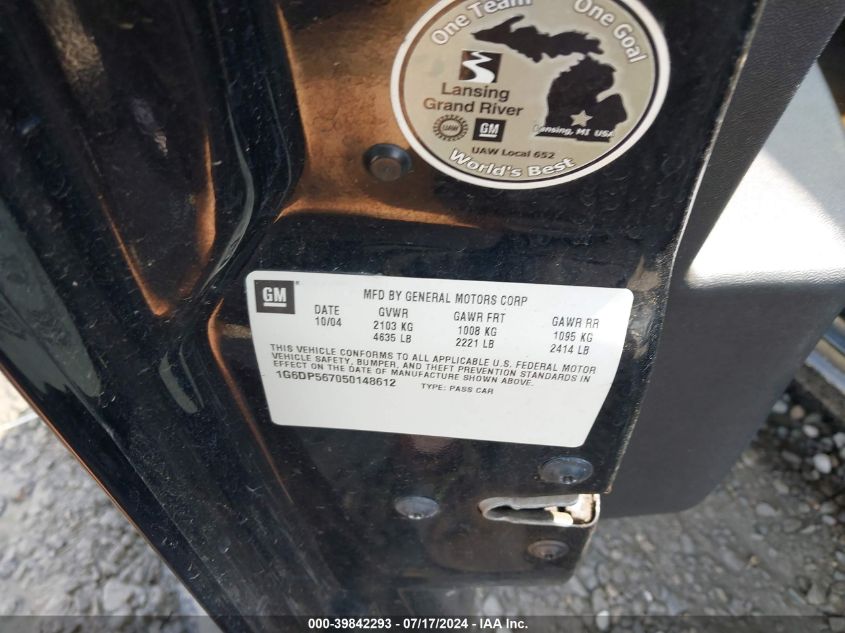 One Team One Goal
Lansing
Grand River
UAW GM
Lansing, MI USA
UAW Local 652
World's Best
GM
MFD BY GENERAL MOTORS CORP
DATE GVWR GAWR FRT GAWR RR
10/04 2103 KG 1008 KG 1095 KG
4635 LB 2221 LB 2414 LB
THIS VEHICLE CONFORMS TO ALL APPLICABLE U.S. FEDERAL MOTOR
VEHICLE SAFETY, BUMPER, AND THEFT PREVENTION STANDARDS IN
EFFECT ON THE DATE OF MANUFACTURE SHOWN ABOVE.
1G6DP567050148612 TYPE: PASS CAR
000-39842293 - 07/17/2024 - IAAI.COM